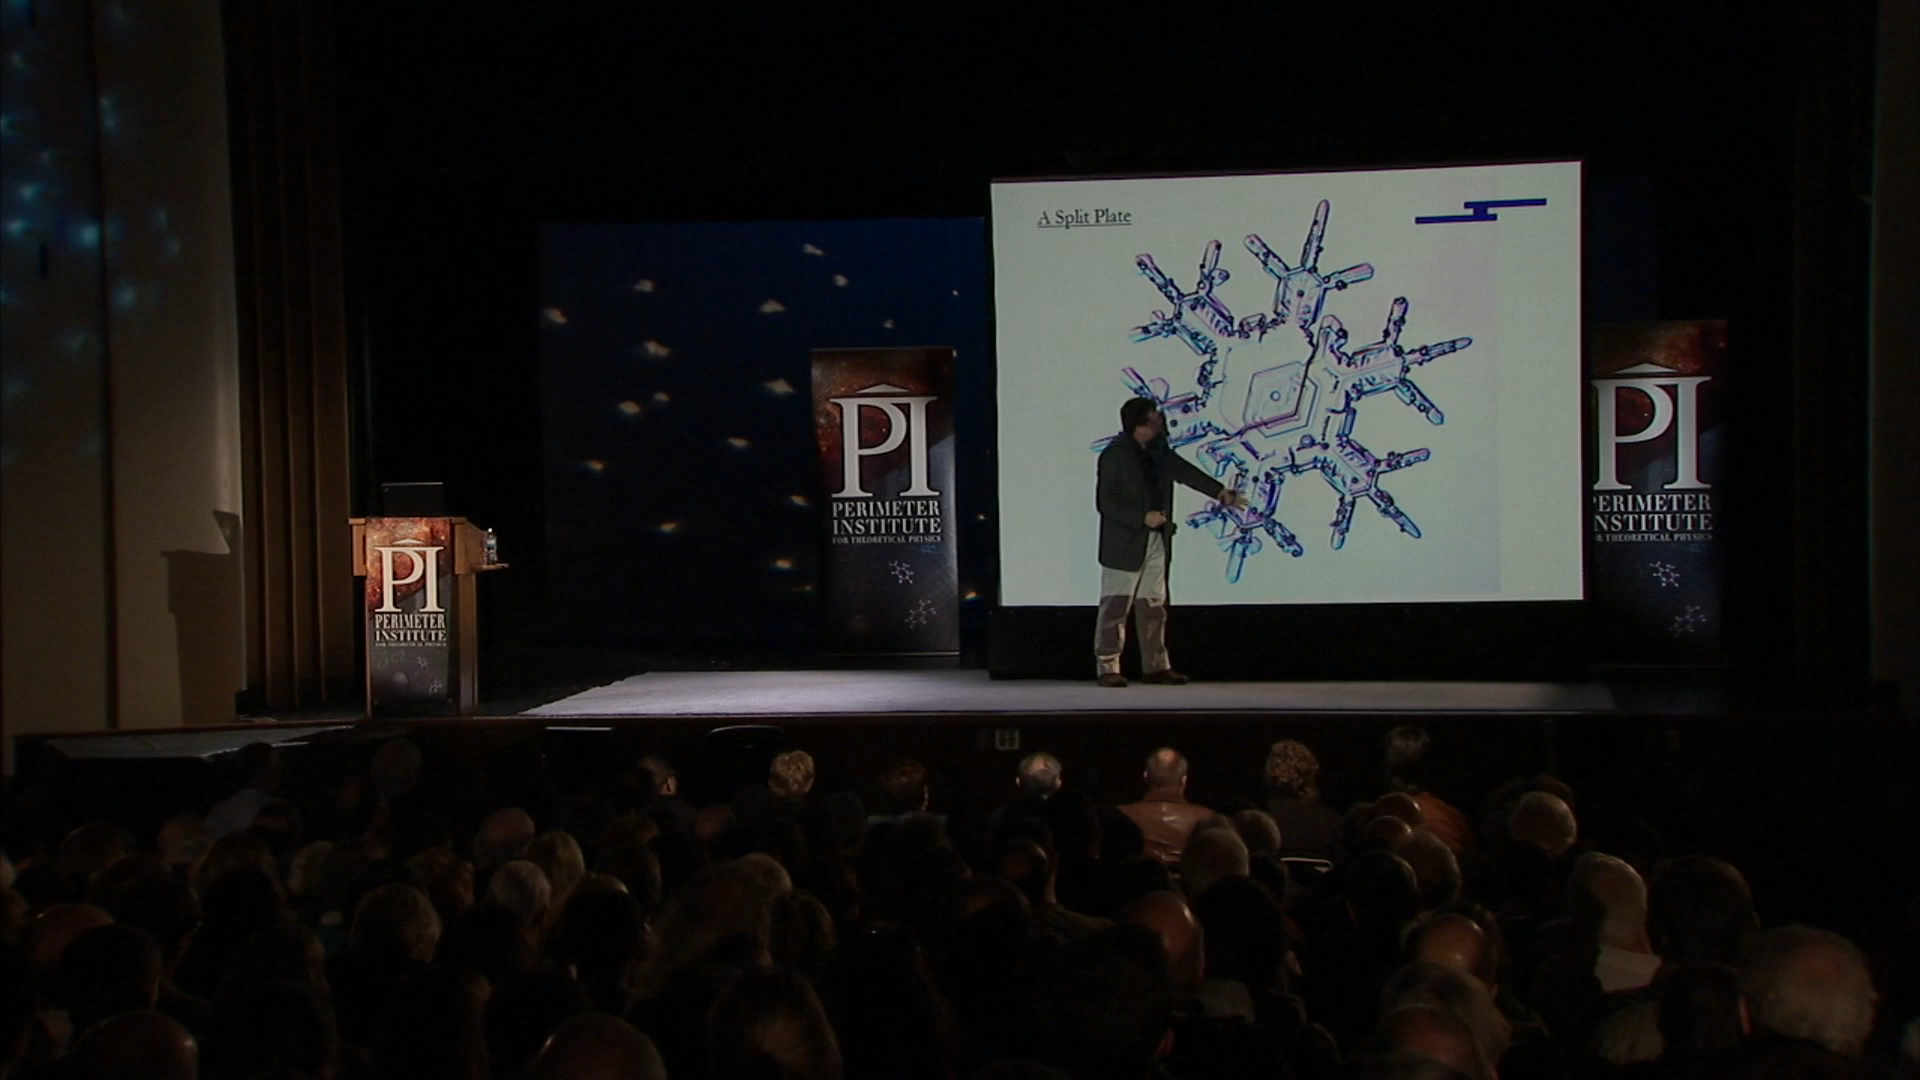 A Split Plate
PI
PERIMETER
INSTITUTE
FOR THEORETICAL PHYSICS
PI
PERIMETER
INSTITUTE
FOR THEORETICAL PHYSICS
PI
PERIMETER
INSTITUTE
FOR THEORETICAL PHYSICS